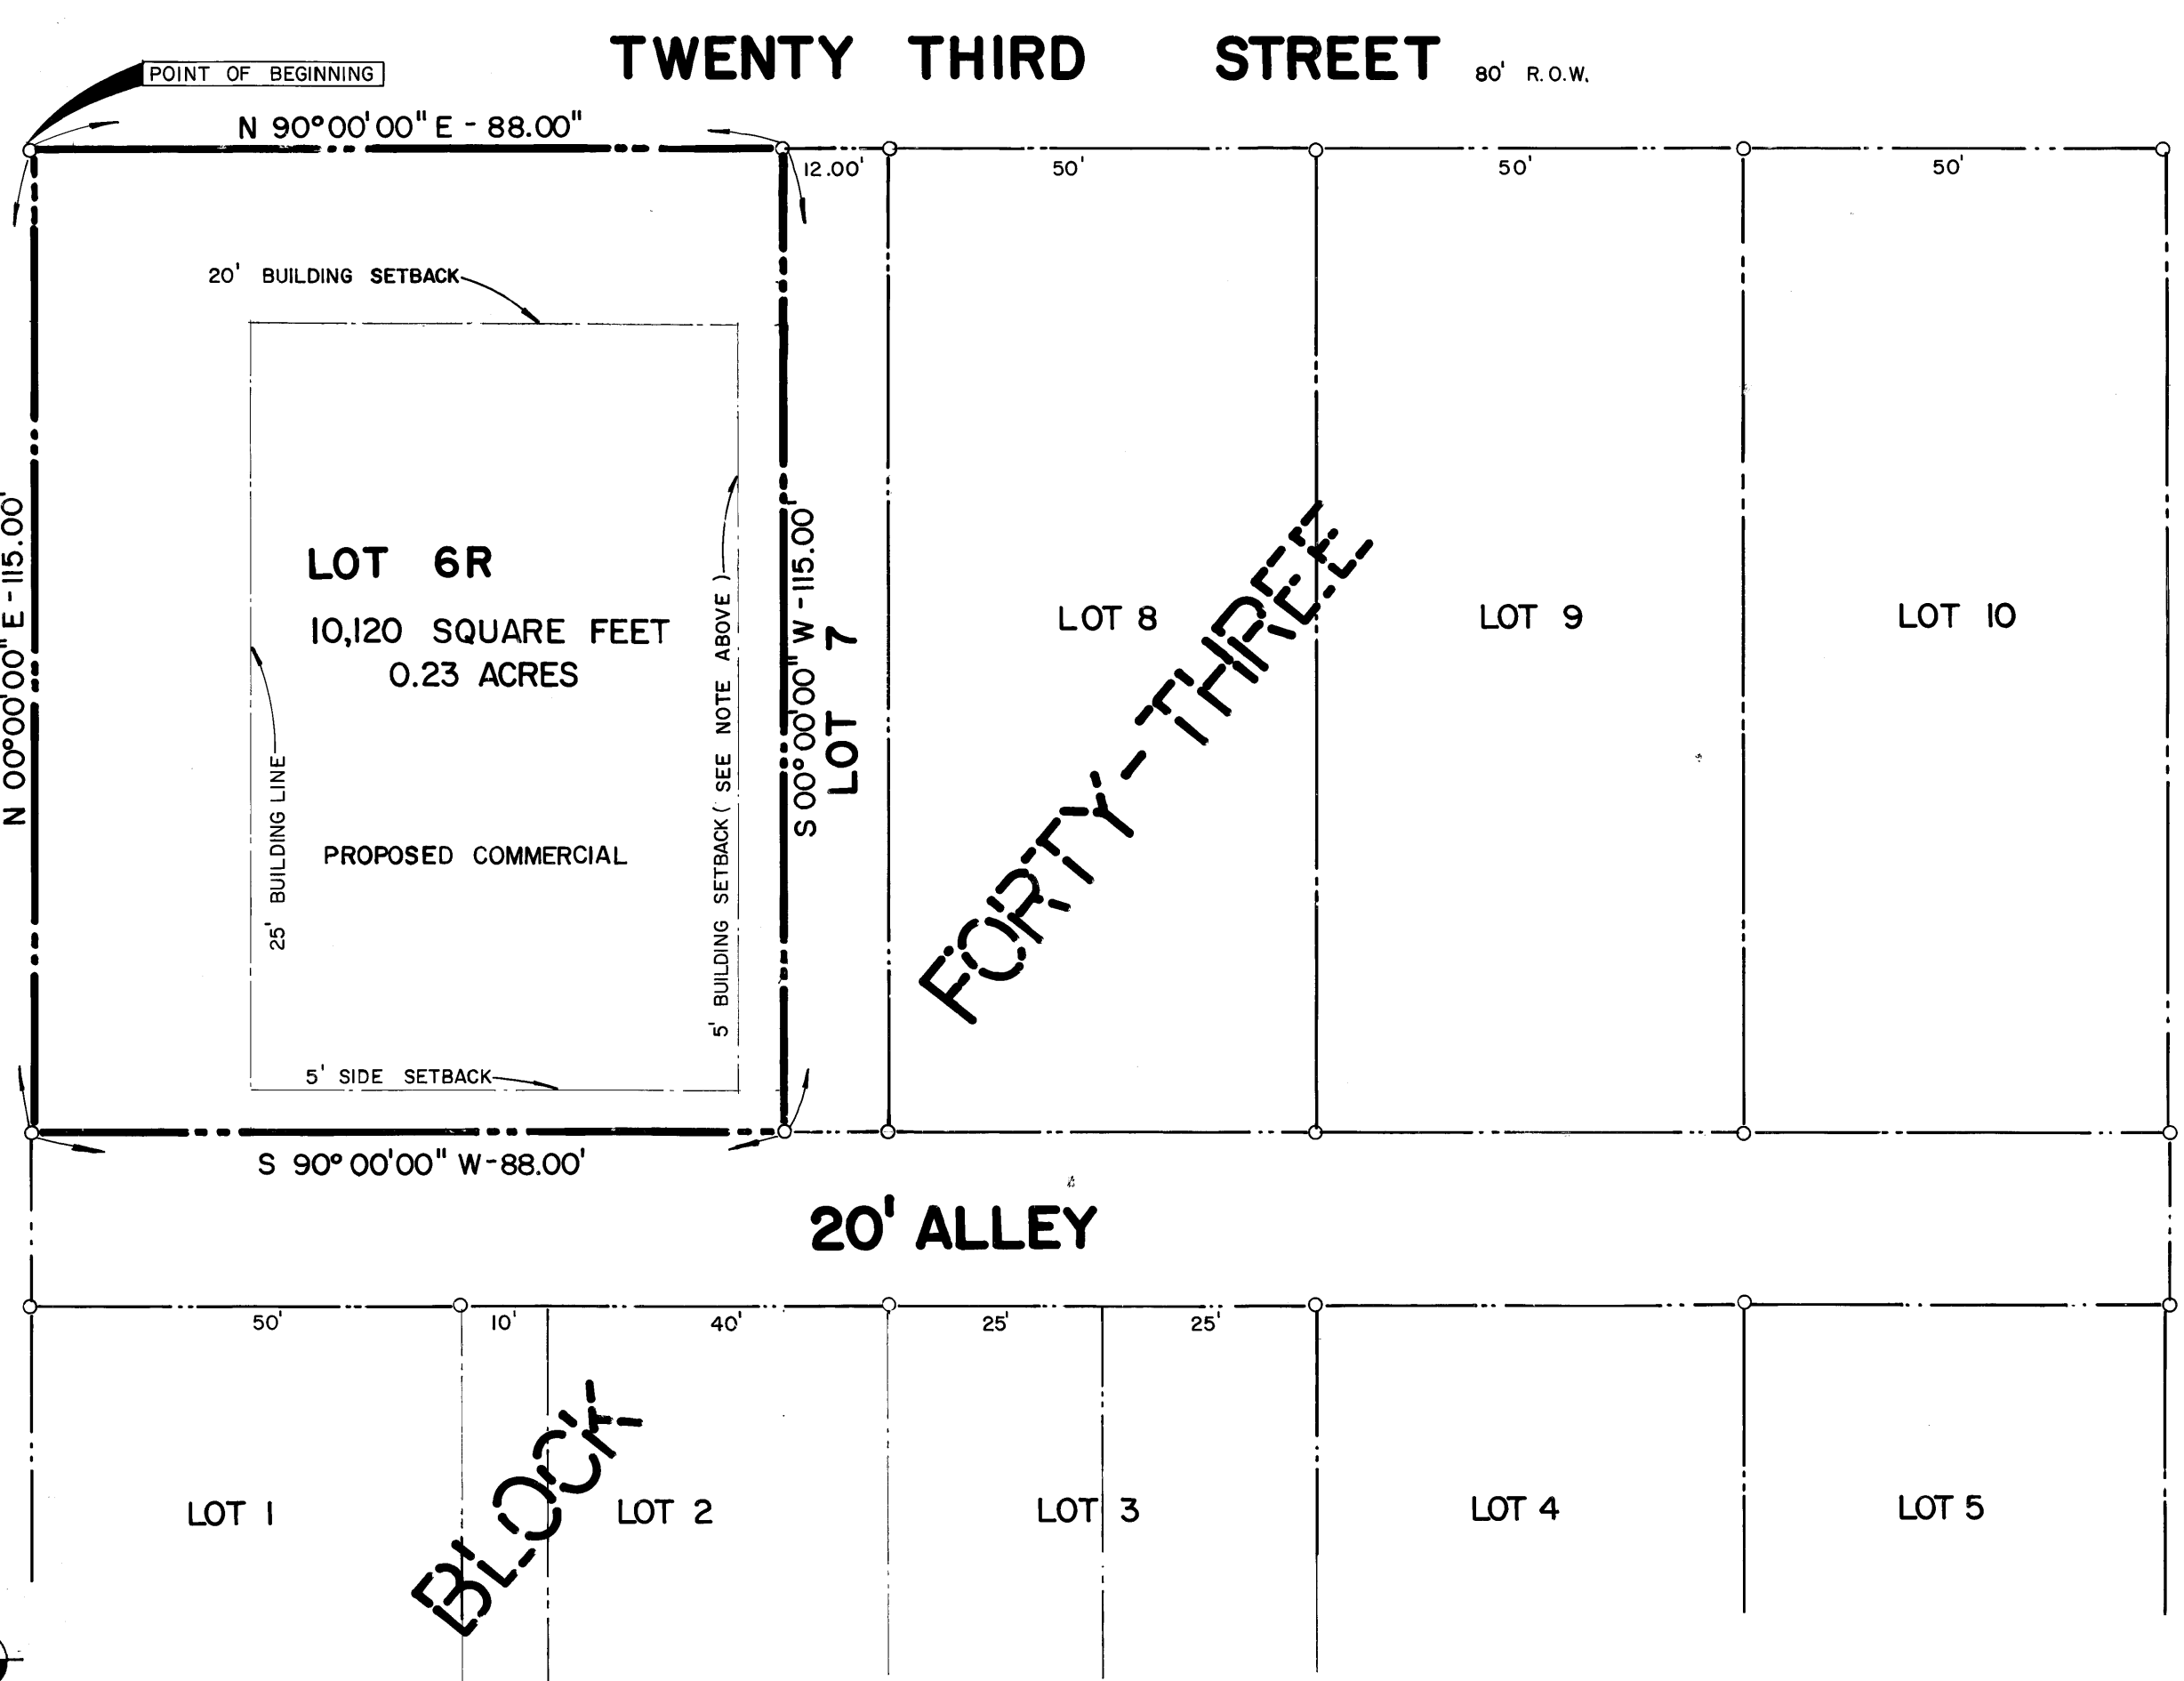 TWENTY THIRD STREET 80' R.O.W.
POINT OF BEGINNING
N 90°00'00" E - 88.00"
12.00'
50'
50'
50'
20' BUILDING SETBACK
N 00°00'00" E - 115.00'
LOT 6R
10,120 SQUARE FEET
0.23 ACRES
PROPOSED COMMERCIAL
25' BUILDING LINE
5' BUILDING SETBACK ( SEE NOTE ABOVE )
S 00°00'00" W - 115.00'
LOT 7
LOT 8
LOT 9
LOT 10
5' SIDE SETBACK
S 90°00'00" W - 88.00'
20' ALLEY
50'
10'
40'
25'
25'
BLOCK FORTY - THREE
LOT 1
LOT 2
LOT 3
LOT 4
LOT 5